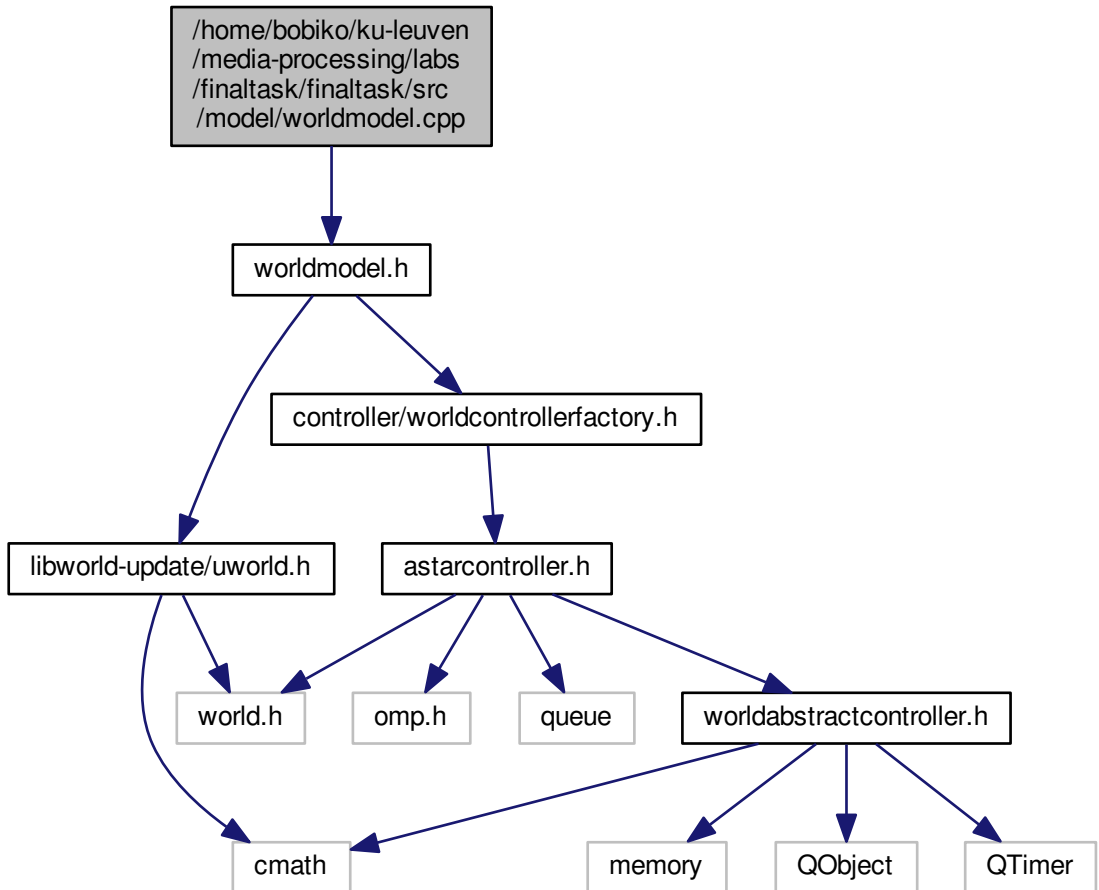 /home/bobiko/ku-leuven
/media-processing/labs
/finaltask/finaltask/src
/model/worldmodel.cpp
worldmodel.h
controller/worldcontrollerfactory.h
libworld-update/uworld.h
astarcontroller.h
world.h
omp.h
queue
worldabstractcontroller.h
cmath
memory
QObject
QTimer